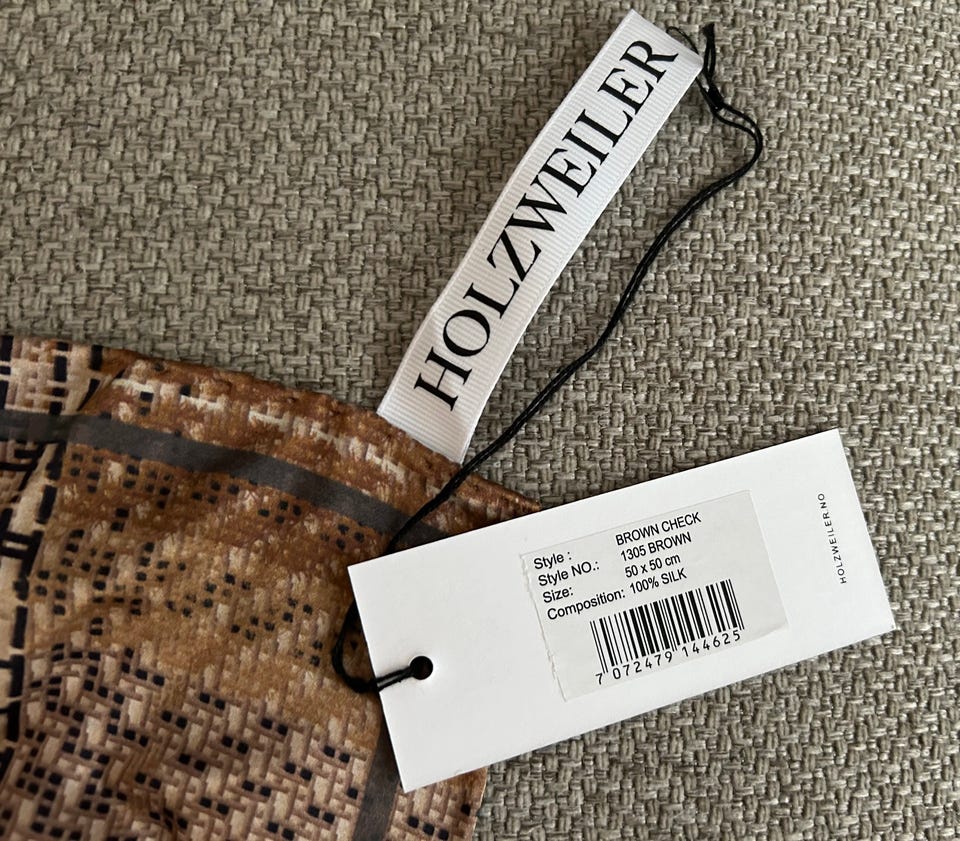 HOLZWEILER
Style : BROWN CHECK
Style NO.: 1305 BROWN
Size: 50 x 50 cm
Composition: 100% SILK
7 072479 144625
HOLZWEILER.NO